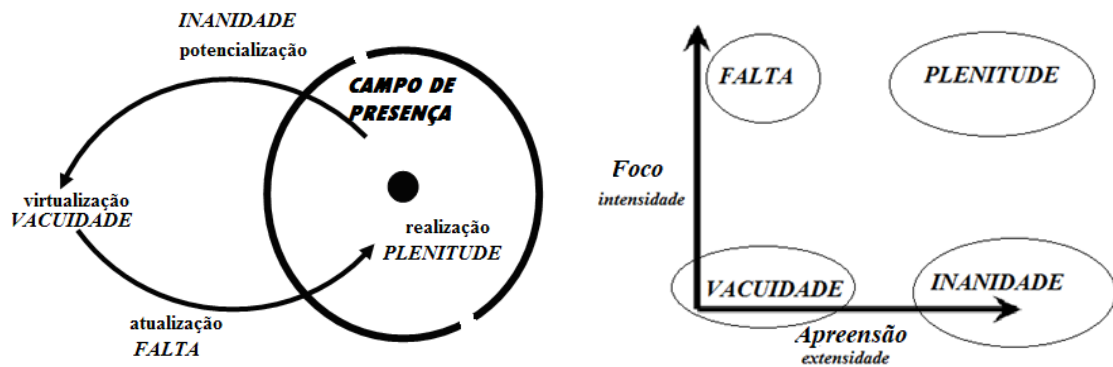 INANIDADE
potencialização
CAMPO DE
PRESENÇA
virtualização
VACUIDADE
realização
PLENITUDE
atualização
FALTA
FALTA
PLENITUDE
Foco
intensidade
VACUIDADE
INANIDADE
Apreensão
extensidade